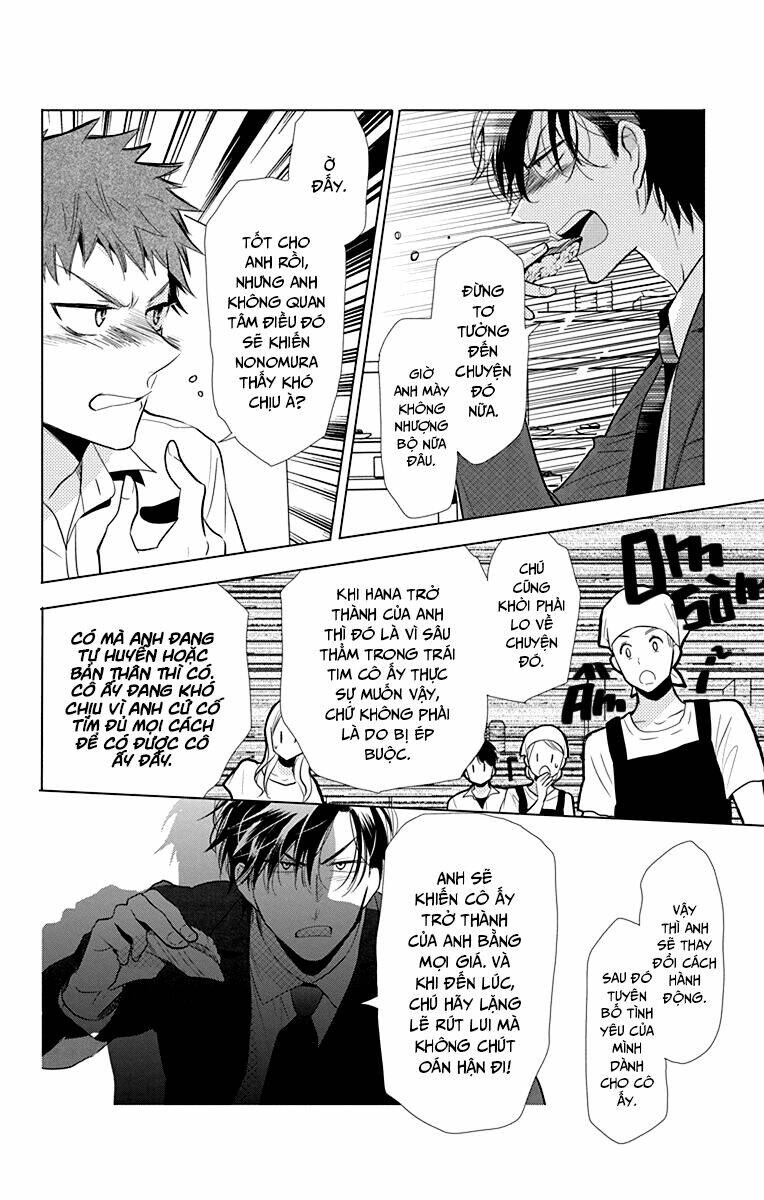 ĐỪNG
TƠ
TƯỞNG
ĐẾN
CHUYỆN
ĐÓ
NỮA.
GIỜ
ANH MÀY
KHÔNG
NHƯỢNG
BỘ NỮA
ĐÂU.
Ờ
ĐẤY.
TỐT CHO
ANH RỒI,
NHƯNG ANH
KHÔNG QUAN
TÂM ĐIỀU ĐÓ
SẼ KHIẾN
NONOMURA
THẤY KHÓ
CHỊU À?
OM
SÒM
ẦM
Ĩ
CHÚ
CŨNG
KHỎI PHẢI
LO VỀ
CHUYỆN
ĐÓ.
KHI HANA TRỞ
THÀNH CỦA ANH
THÌ ĐÓ LÀ VÌ SÂU
THẲM TRONG TRÁI
TIM CÔ ẤY THỰC
SỰ MUỐN VẬY,
CHỨ KHÔNG PHẢI
LÀ DO BỊ ÉP
BUỘC.
CÓ MÀ ANH ĐANG
TỰ HUYỄN HOẶC
BẢN THÂN THÌ CÓ.
CÔ ẤY ĐANG KHÓ
CHỊU VÌ ANH CỨ CỐ
TÌM ĐỦ MỌI CÁCH
ĐỂ CÓ ĐƯỢC CÔ
ẤY ĐẤY.
VẬY
THÌ ANH
SẼ THAY
ĐỔI CÁCH
HÀNH
ĐỘNG.
SAU ĐÓ
TUYÊN
BỐ TÌNH
YÊU CỦA
MÌNH
DÀNH
CHO CÔ
ẤY.
ANH SẼ
KHIẾN CÔ ẤY
TRỞ THÀNH
CỦA ANH BẰNG
MỌI GIÁ. VÀ
KHI ĐẾN LÚC,
CHÚ HÃY LẶNG
LẼ RÚT LUI MÀ
KHÔNG CHÚT
OÁN HẬN ĐI!